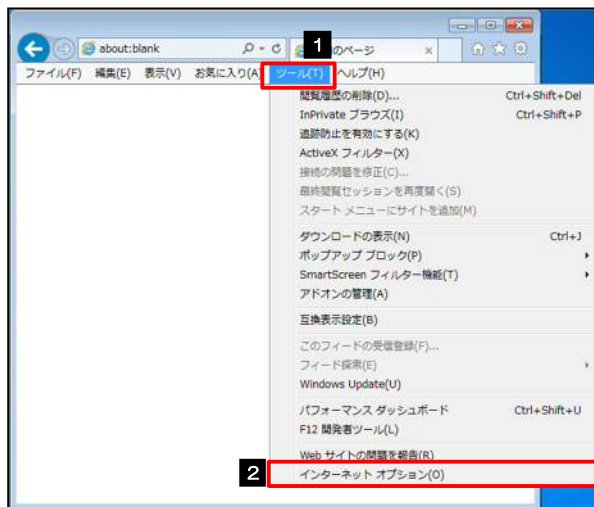 about:blank
1
のページ
ファイル(F) 編集(E) 表示(V) お気に入り(A) ツール(T) ヘルプ(H)
閲覧履歴の削除(D)... Ctrl+Shift+Del
InPrivate ブラウズ(I) Ctrl+Shift+P
追跡防止を有効にする(K)
ActiveX フィルター(X)
接続の問題を修正(C)...
最終閲覧セッションを再度開く(S)
スタート メニューにサイトを追加(M)
ダウンロードの表示(N) Ctrl+J
ポップアップ ブロック(P)
SmartScreen フィルター機能(T)
アドオンの管理(A)
互換表示設定(B)
このフィードの受信登録(F)...
フィード探索(E)
Windows Update(U)
パフォーマンス ダッシュボード Ctrl+Shift+U
F12 開発者ツール(L)
Web サイトの問題を報告(R)
2
インターネット オプション(O)